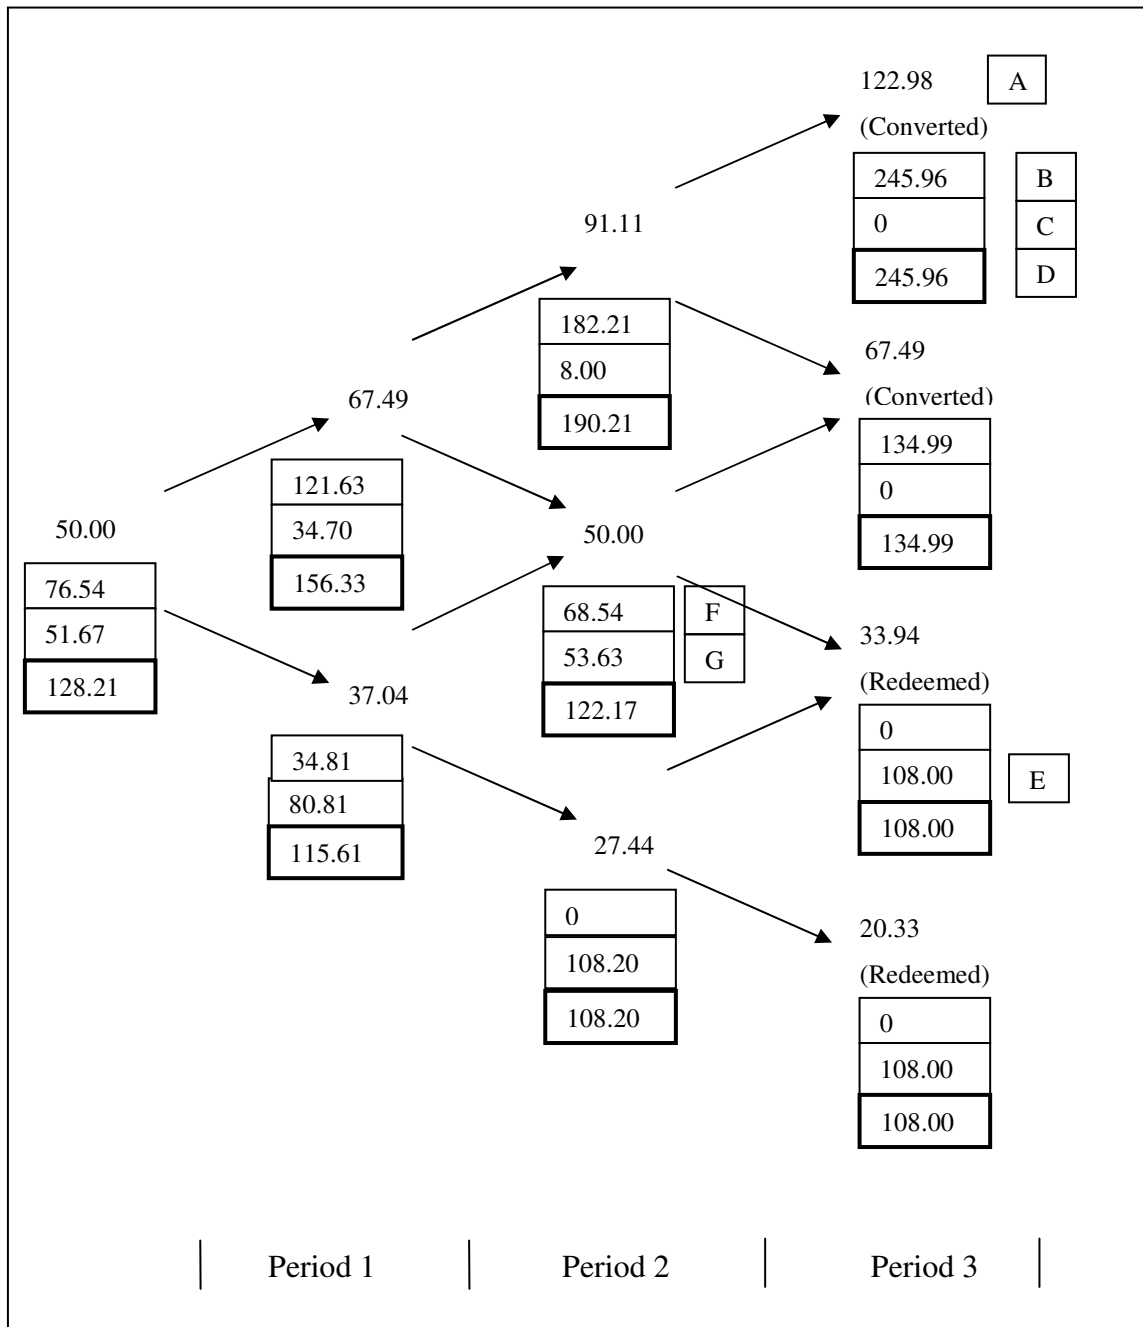 122.98 A
(Converted)
245.96 B
0 C
245.96 D
91.11
182.21
8.00
190.21
67.49
(Converted)
134.99
0
134.99
67.49
121.63
34.70
156.33
50.00
76.54
51.67
128.21
50.00
68.54 F
53.63 G
122.17
33.94
(Redeemed)
0
108.00 E
108.00
37.04
34.81
80.81
115.61
27.44
0
108.20
108.20
20.33
(Redeemed)
0
108.00
108.00
Period 1 Period 2 Period 3